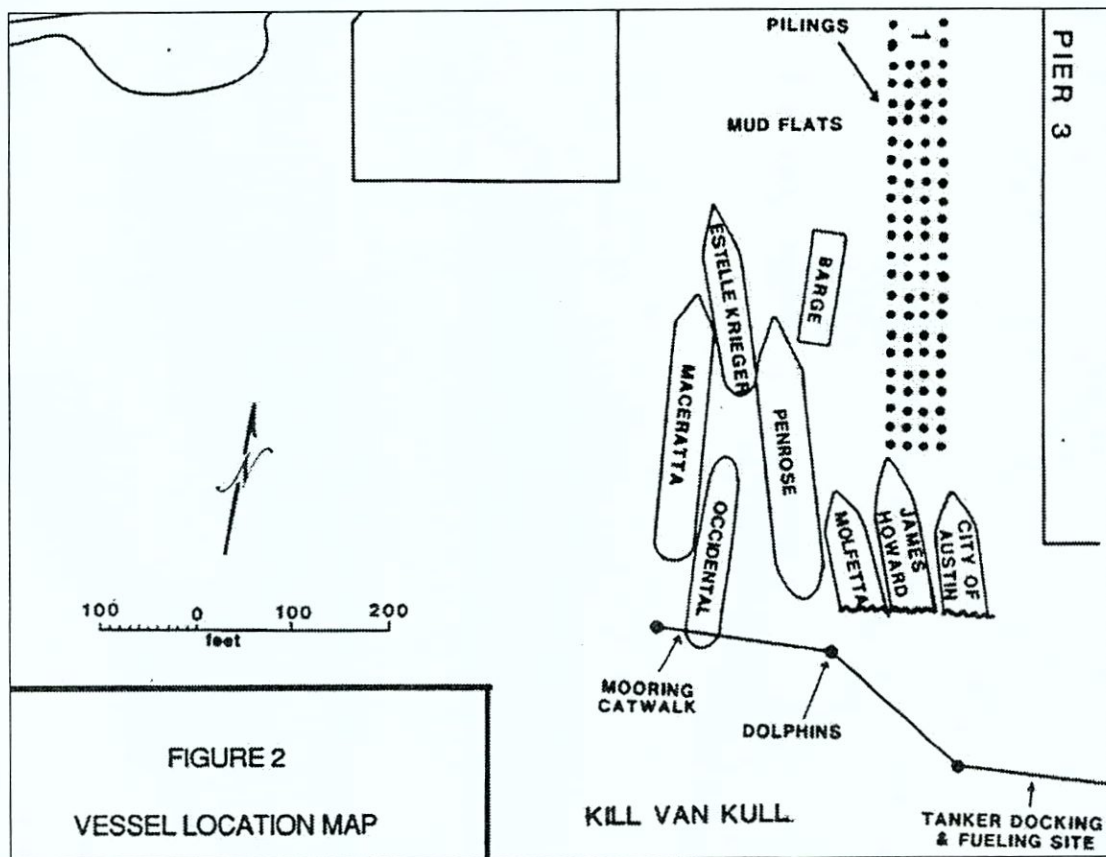 PILINGS
1
PIER 3
MUD FLATS
ESTELLE KRIEGER
BARGE
MACERATTA
PENROSE
OCCIDENTAL
MOLFETTA
JAMES
HOWARD
CITY OF
AUSTIN
N
100 0 100 200
feet
MOORING
CATWALK
DOLPHINS
FIGURE 2
VESSEL LOCATION MAP
KILL VAN KULL.
TANKER DOCKING
& FUELING SITE